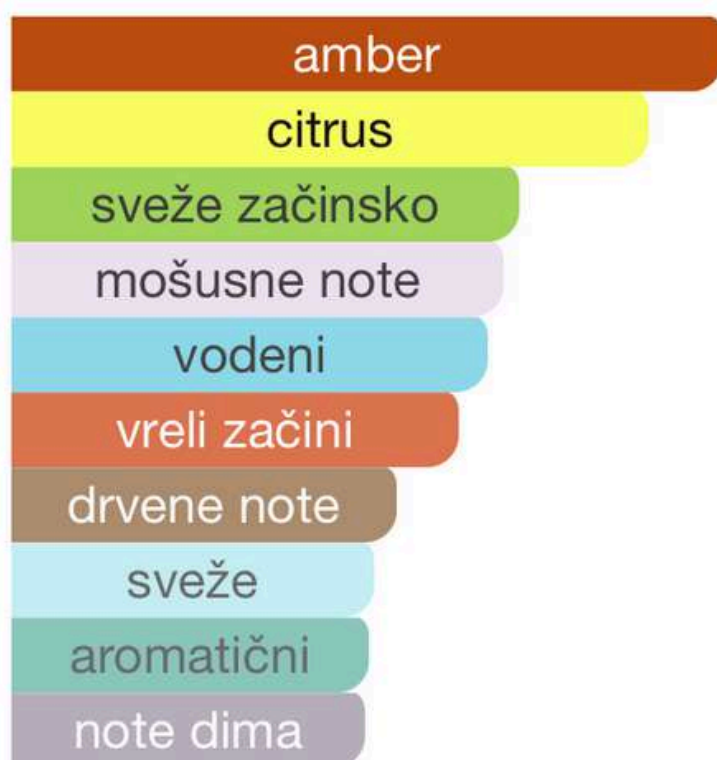 amber
citrus
sveže začinsko
mošusne note
vodeni
vreli začini
drvene note
sveže
aromatični
note dima